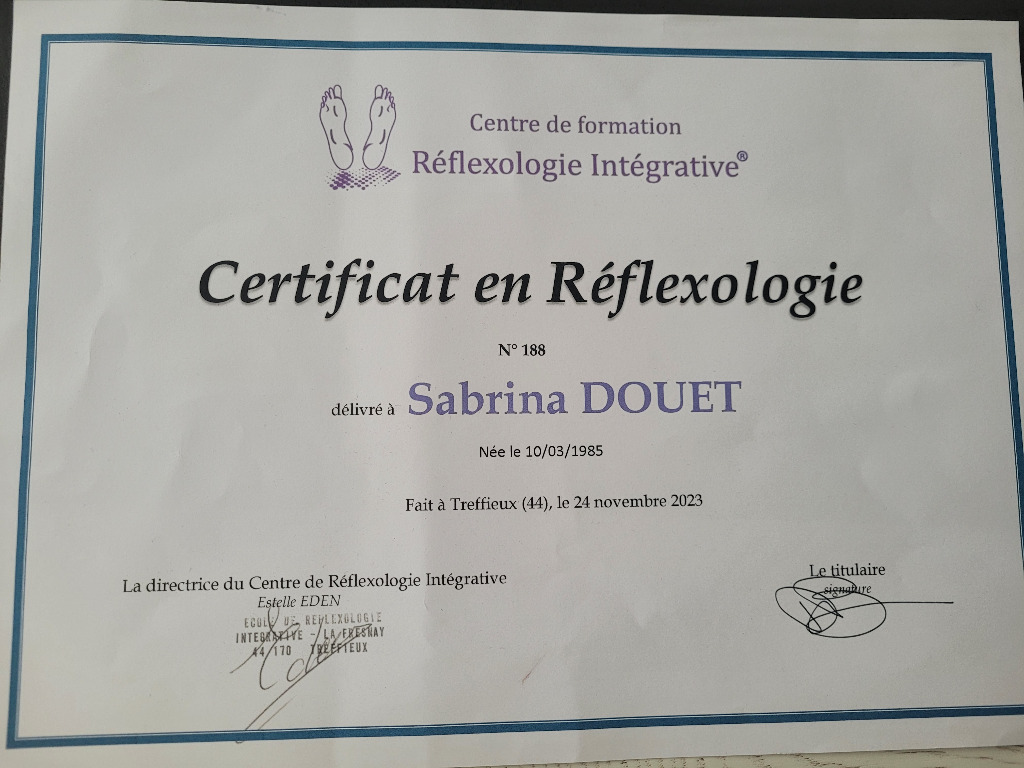 Centre de formation
Réflexologie Intégrative®
Certificat en Réflexologie
N° 188
délivré à Sabrina DOUET
Née le 10/03/1985
Fait à Treffieux (44), le 24 novembre 2023
La directrice du Centre de Réflexologie Intégrative
Estelle EDEN
ECOLE DE REFLEXOLOGIE
INTEGRATIVE - LA FRESNAY
44 170 TREFFIEUX
Le titulaire
signature